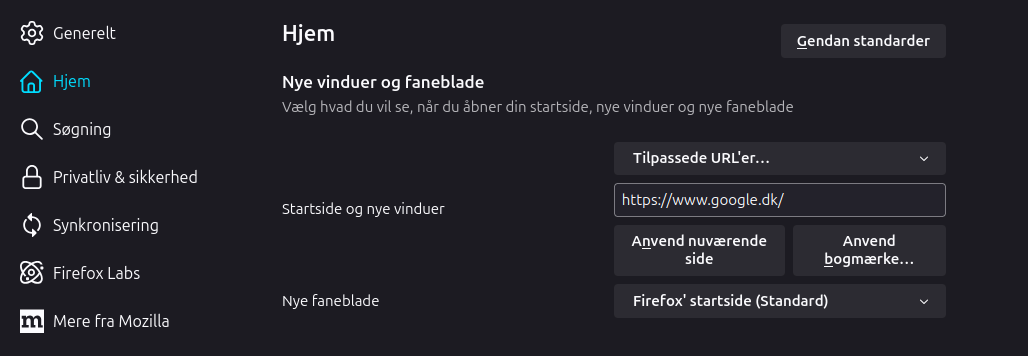 Generelt
Hjem
Søgning
Privatliv & sikkerhed
Synkronisering
Firefox Labs
m Mere fra Mozilla
Hjem
Gendan standarder
Nye vinduer og faneblade
Vælg hvad du vil se, når du åbner din startside, nye vinduer og nye faneblade
Startside og nye vinduer
Tilpassede URL'er...
https://www.google.dk/
Anvend nuværende
side
Anvend
bogmærke...
Nye faneblade
Firefox' startside (Standard)